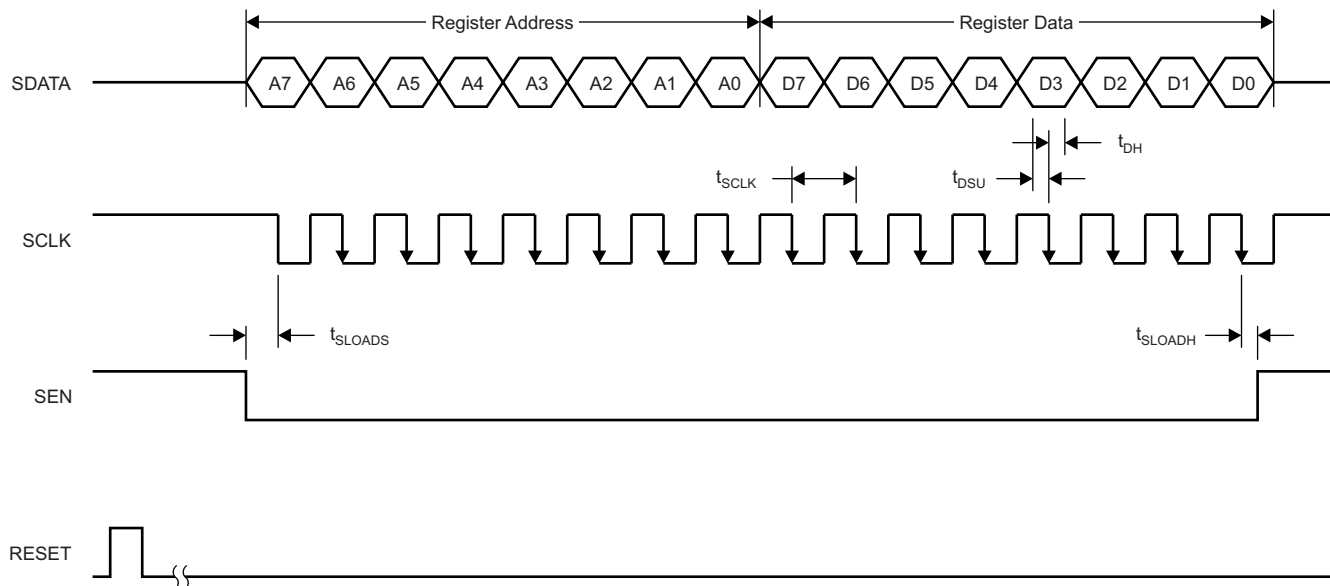 Register Address
Register Data
SDATA
A7 A6 A5 A4 A3 A2 A1 A0 D7 D6 D5 D4 D3 D2 D1 D0
tDH
tSCLK
tDSU
SCLK
tSLOADS
tSLOADH
SEN
RESET